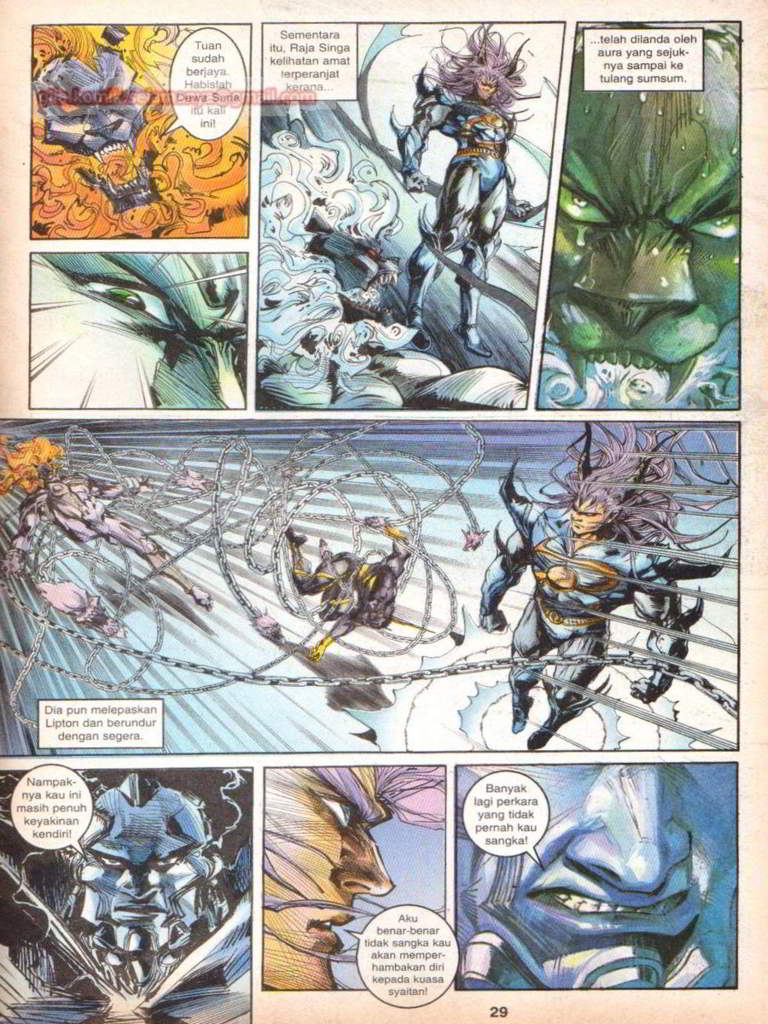 Tuan
sudah
berjaya.
Habislah
Dewa Suria
itu kali
ini!
Sementara
itu, Raja Singa
kelihatan amat
terperanjat
kerana...
...telah dilanda oleh
aura yang sejuk-
nya sampai ke
tulang sumsum.
Dia pun melepaskan
Lipton dan berundur
dengan segera.
Nampak-
nya kau ini
masih penuh
keyakinan
kendiri!
Aku
benar-benar
tidak sangka kau
akan memper-
hambakan diri
kepada kuasa
syaitan!
Banyak
lagi perkara
yang tidak
pernah kau
sangka!
29